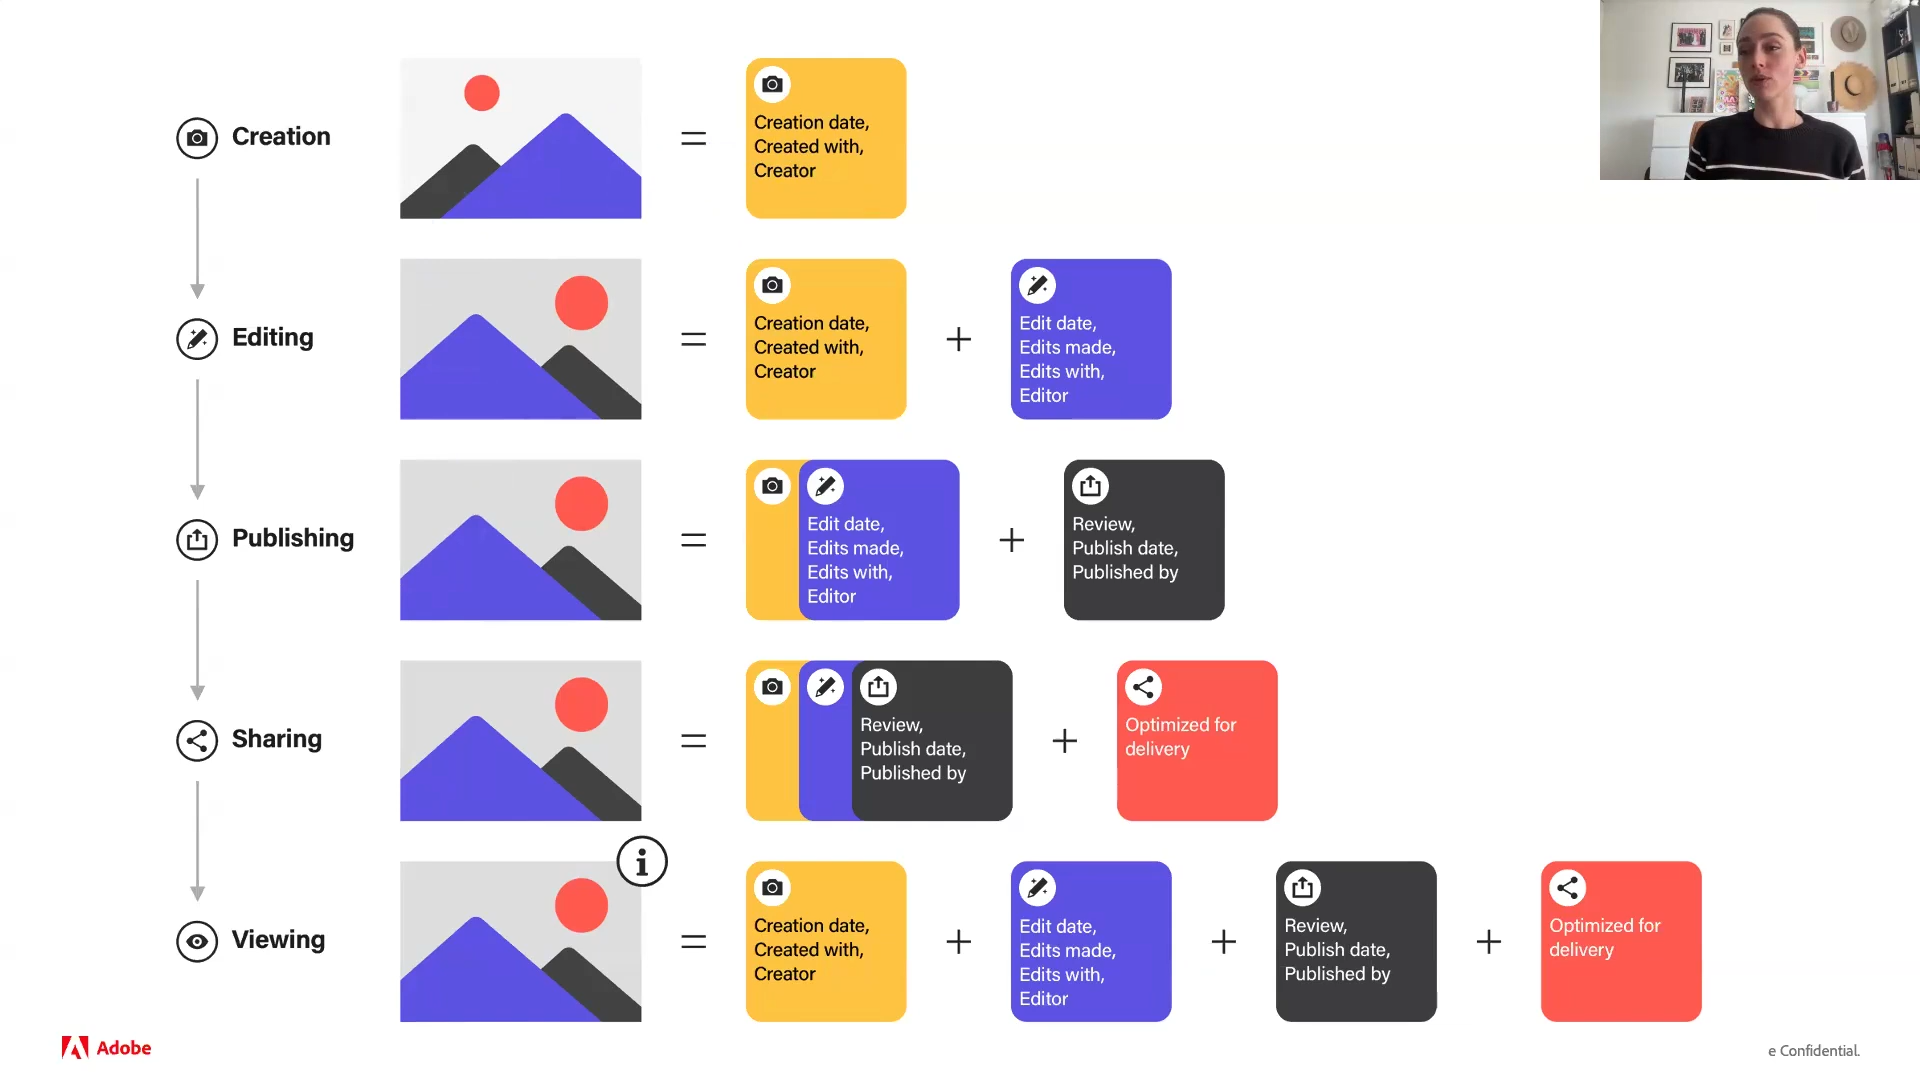 Creation
Creation date,
Created with,
Creator
Editing
Creation date,
Created with,
Creator
Edit date,
Edits made,
Edits with,
Editor
Publishing
Edit date,
Edits made,
Edits with,
Editor
Review,
Publish date,
Published by
Sharing
Review,
Publish date,
Published by
Optimized for
delivery
i
Viewing
Creation date,
Created with,
Creator
Edit date,
Edits made,
Edits with,
Editor
Review,
Publish date,
Published by
Optimized for
delivery
Adobe
e Confidential.